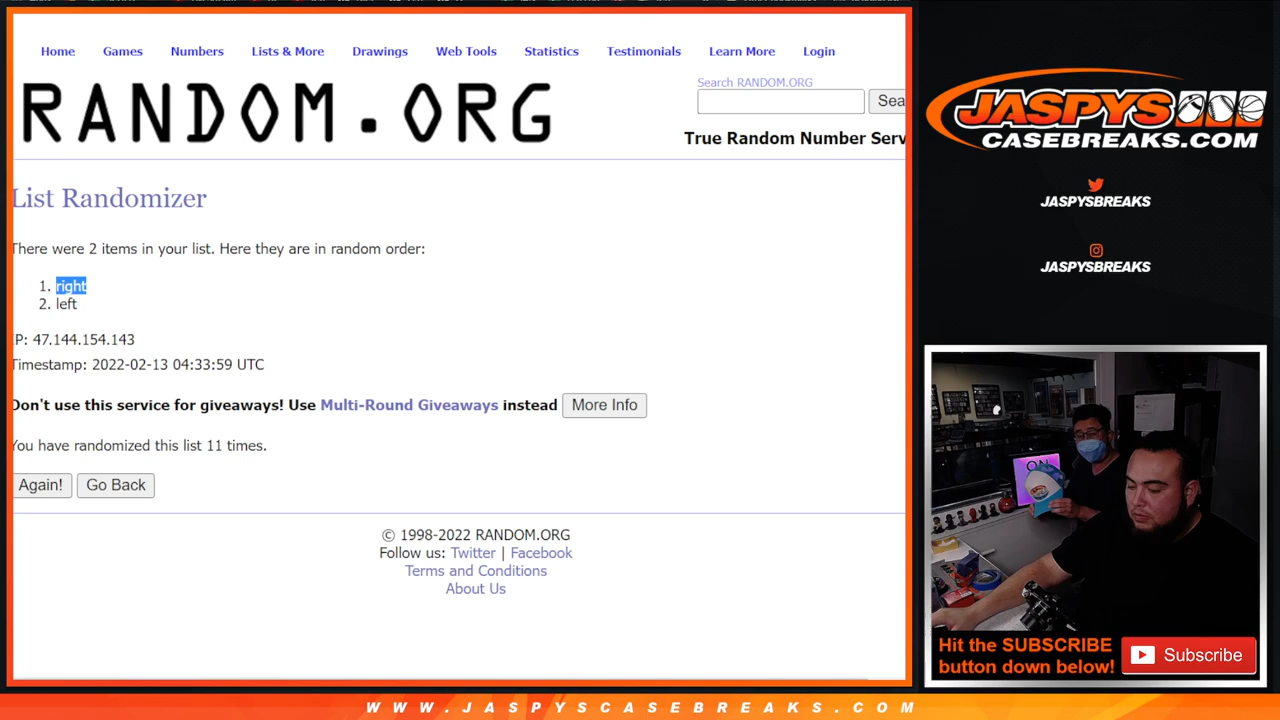 Home Games Numbers Lists & More Drawings Web Tools Statistics Testimonials Learn More Login
Search RANDOM.ORG
RANDOM.ORG
Sea
True Random Number Serv
List Randomizer
There were 2 items in your list. Here they are in random order:
1. right
2. left
IP: 47.144.154.143
Timestamp: 2022-02-13 04:33:59 UTC
Don't use this service for giveaways! Use Multi-Round Giveaways instead More Info
You have randomized this list 11 times.
Again! Go Back
© 1998-2022 RANDOM.ORG
Follow us: Twitter | Facebook
Terms and Conditions
About Us
JASPYS
CASEBREAKS.COM
JASPYSBREAKS
JASPYSBREAKS
ON
Hit the SUBSCRIBE
button down below!
Subscribe
WWW.JASPYSCASEBREAKS.COM